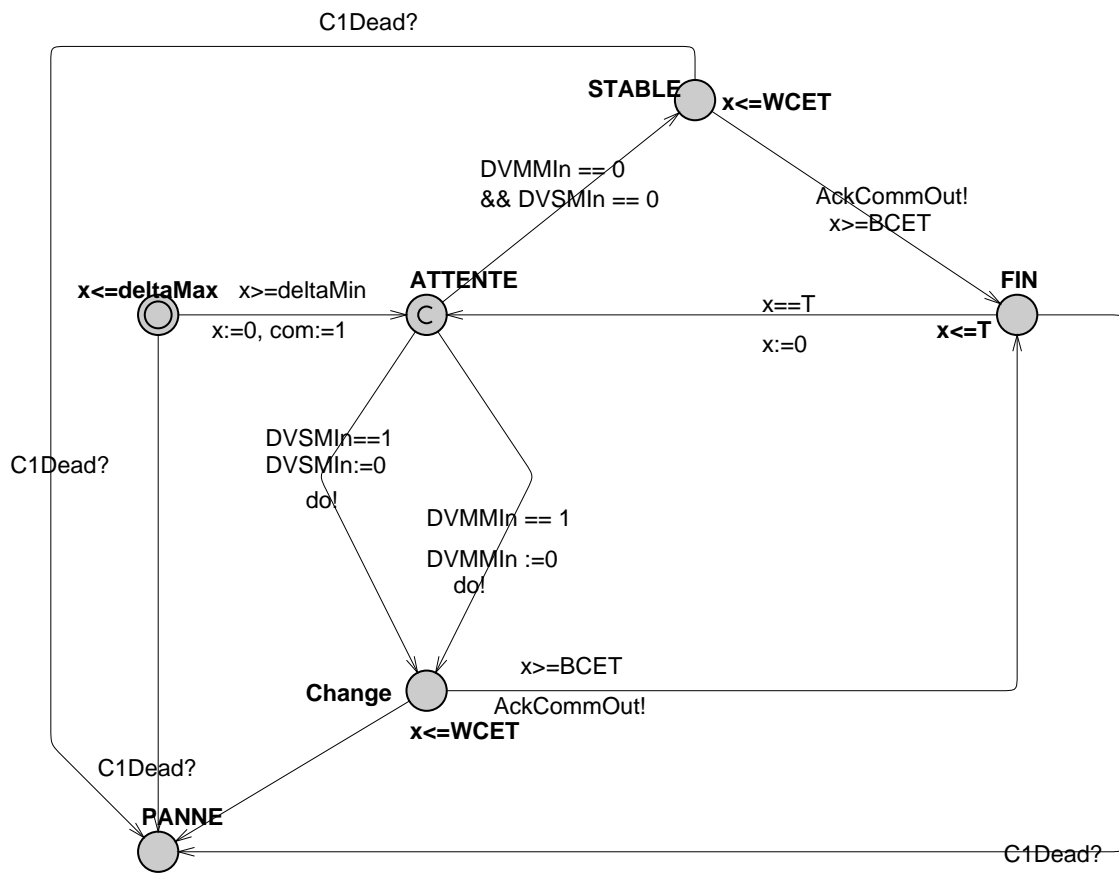 C1Dead?
STABLE
x<=WCET
DVMMIn == 0
&& DVSMIn == 0
AckCommOut!
x>=BCET
ATTENTE
FIN
x<=deltaMax
x>=deltaMin
x:=0, com:=1
C
x==T
x<=T
x:=0
DVSMIn==1
DVSMIn:=0
do!
C1Dead?
DVMMIn == 1
DVMMIn :=0
do!
x>=BCET
Change
AckCommOut!
x<=WCET
C1Dead?
PANNE
C1Dead?